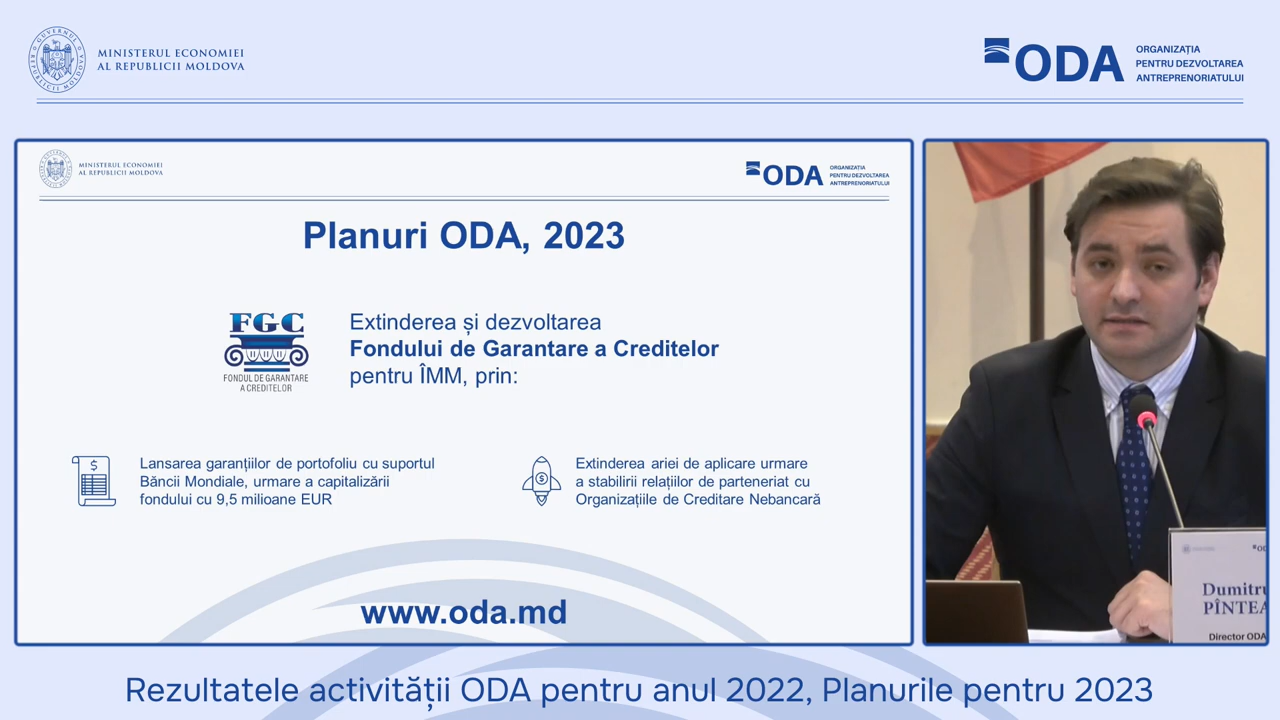 MINISTERUL ECONOMIEI
AL REPUBLICII MOLDOVA
ODA
ORGANIZAȚIA
PENTRU DEZVOLTAREA
ANTREPRENORIATULUI
MINISTERUL ECONOMIEI
AL REPUBLICII MOLDOVA
ODA
ORGANIZAȚIA
PENTRU DEZVOLTAREA
ANTREPRENORIATULUI
Planuri ODA, 2023
FGC
FONDUL DE GARANTARE
A CREDITELOR
Extinderea și dezvoltarea
Fondului de Garantare a Creditelor
pentru ÎMM, prin:
Lansarea garanțiilor de portofoliu cu suportul
Băncii Mondiale, urmare a capitalizării
fondului cu 9,5 milioane EUR
Extinderea ariei de aplicare urmare
a stabilirii relațiilor de parteneriat cu
Organizațiile de Creditare Nebancară
www.oda.md
Dumitru
PÎNTEA
Director ODA
Rezultatele activității ODA pentru anul 2022, Planurile pentru 2023